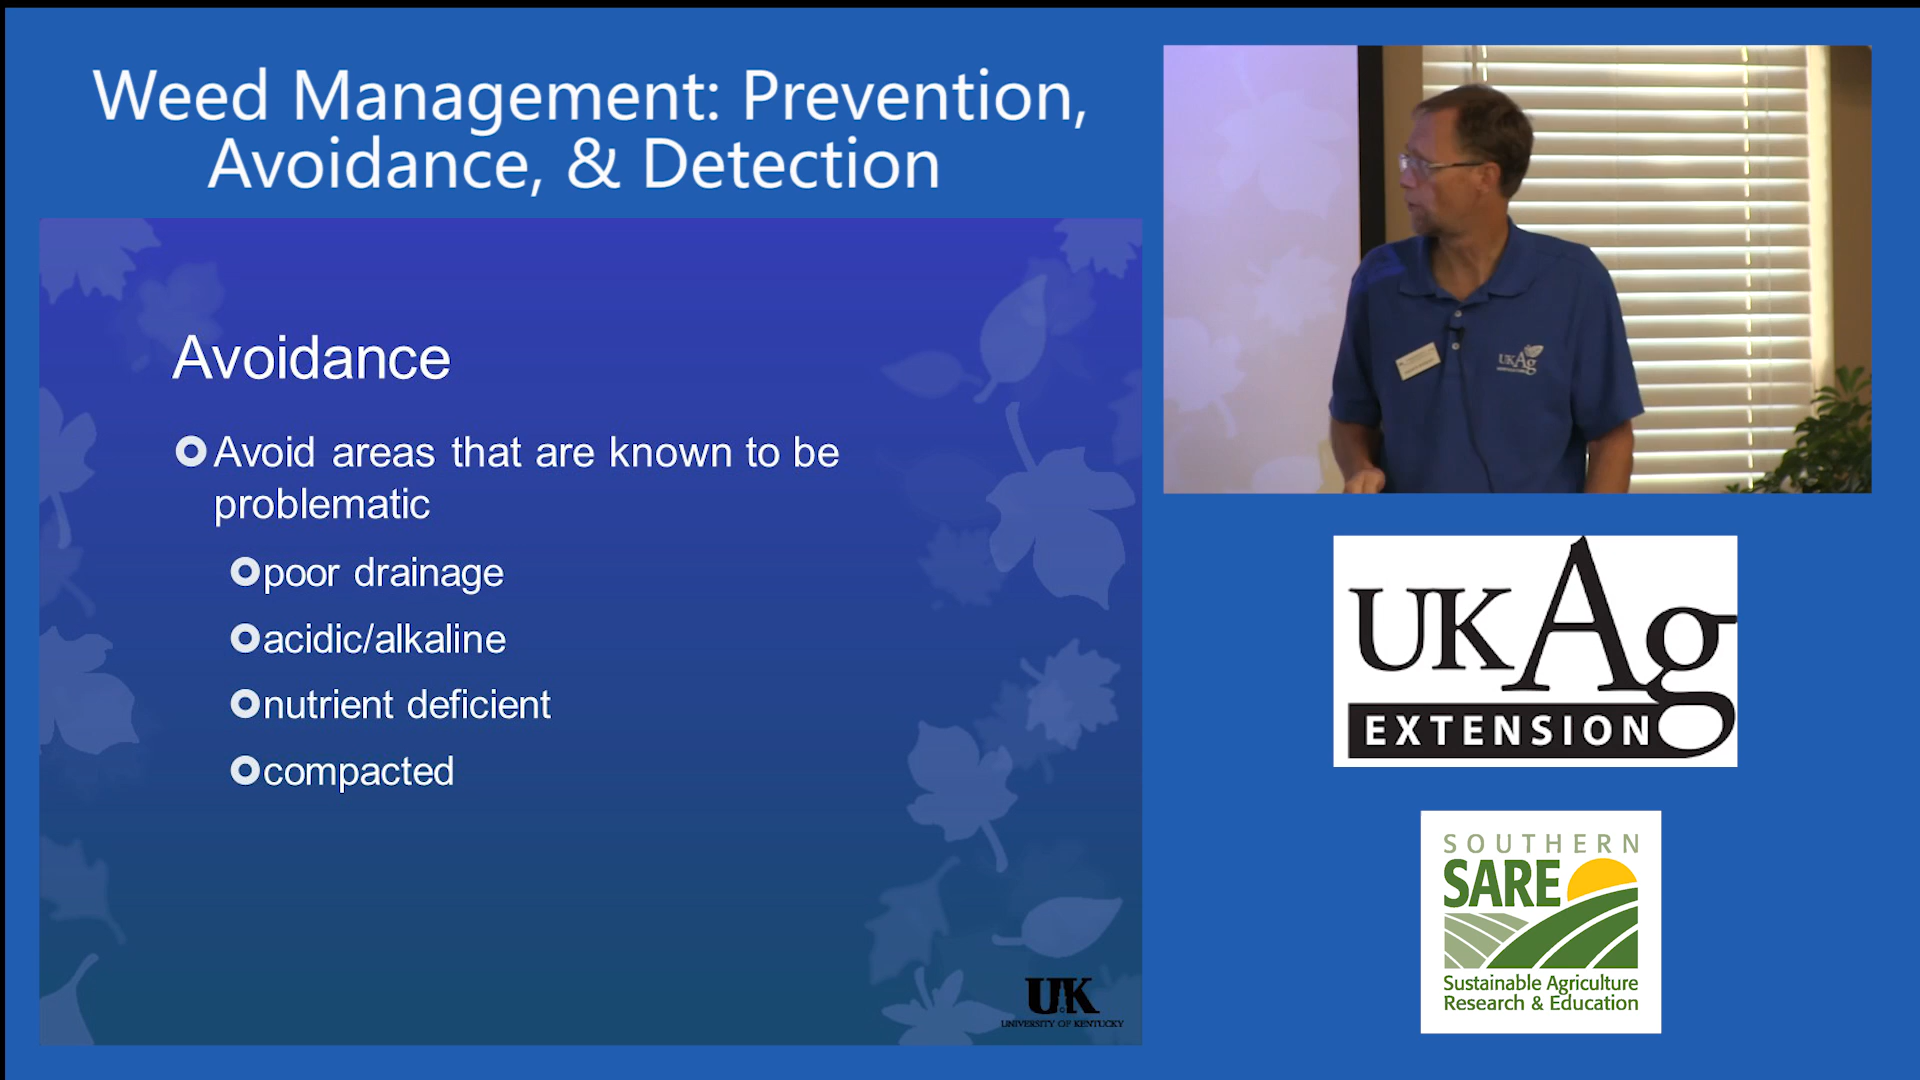 Weed Management: Prevention,
Avoidance, & Detection
Avoidance
Avoid areas that are known to be
problematic
poor drainage
acidic/alkaline
nutrient deficient
compacted
UK
UNIVERSITY OF KENTUCKY
UKAg
UKAg
EXTENSION
SOUTHERN
SARE
Sustainable Agriculture
Research & Education